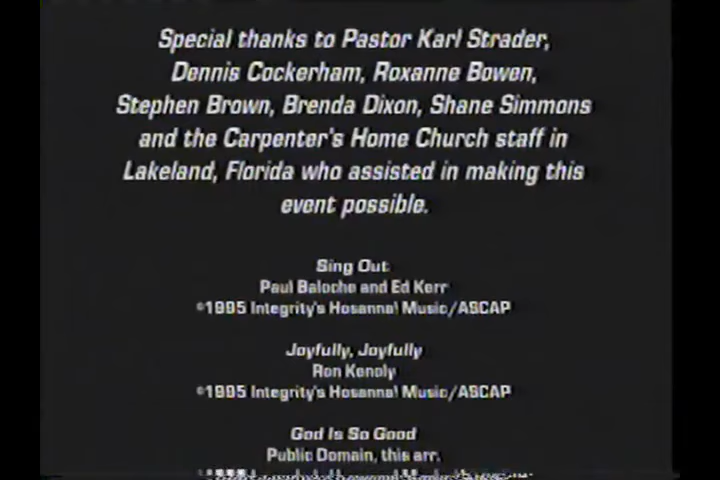 Special thanks to Pastor Karl Strader,
Dennis Cockerham, Roxanne Bowen,
Stephen Brown, Brenda Dixon, Shane Simmons
and the Carpenter's Home Church staff in
Lakeland, Florida who assisted in making this
event possible.
Sing Out
Paul Baloche and Ed Kerr
©1995 Integrity's Hosanna! Music/ASCAP
Joyfully, Joyfully
Ron Kenoly
©1995 Integrity's Hosanna! Music/ASCAP
God Is So Good
Public Domain, this arr.